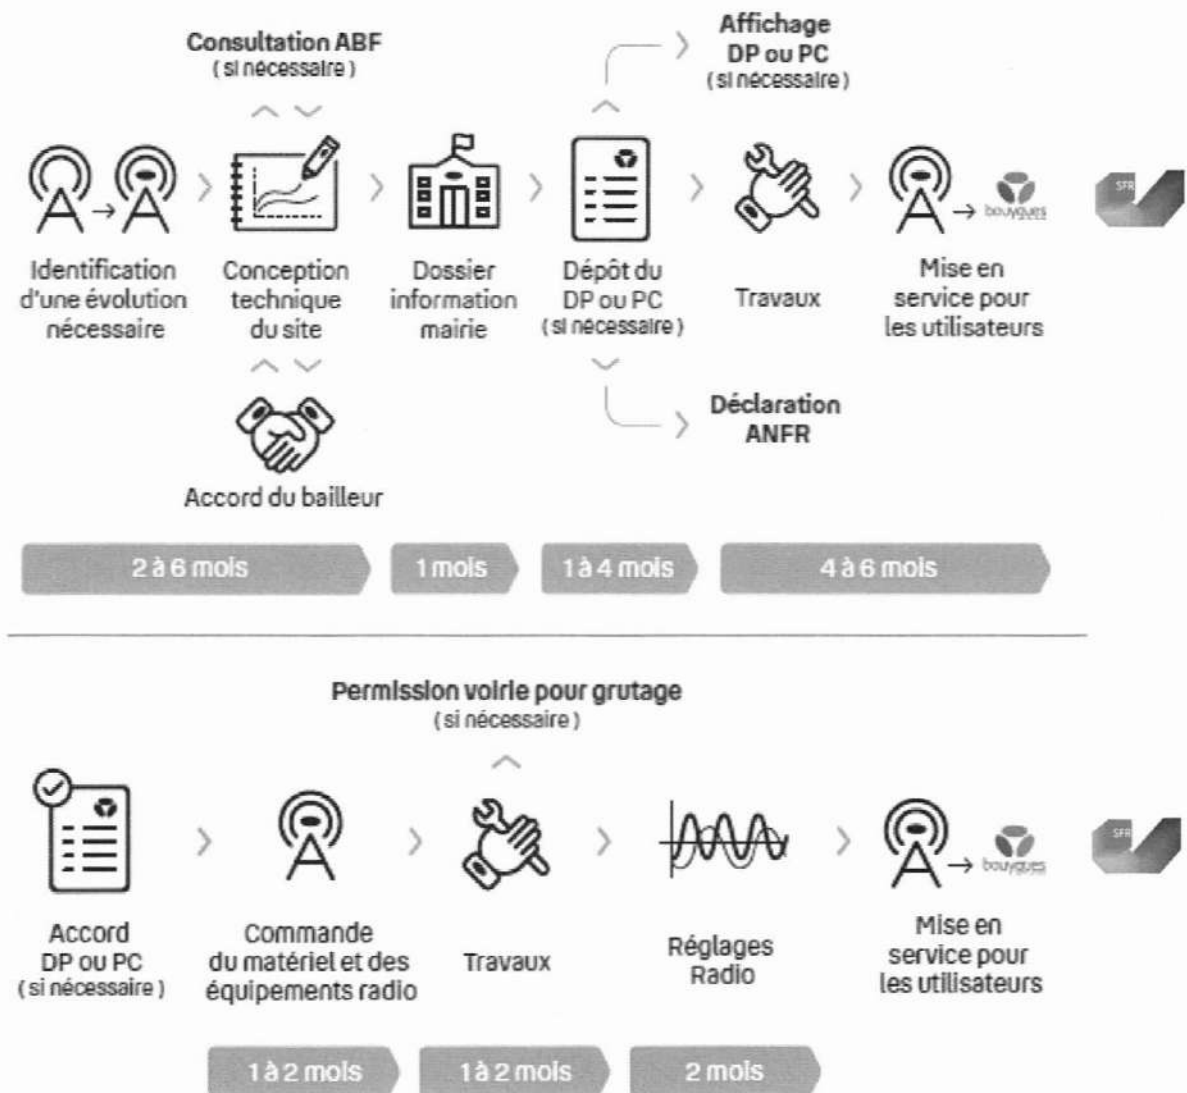 Consultation ABF
( si nécessaire )
Affichage
DP ou PC
( si nécessaire )
SFR
bouygues
Identification
d'une évolution
nécessaire
Conception
technique
du site
Dossier
information
mairie
Dépôt du
DP ou PC
( si nécessaire )
Travaux
Mise en
service pour
les utilisateurs
Déclaration
ANFR
Accord du bailleur
2 à 6 mois
1 mois
1 à 4 mois
4 à 6 mois
Permission voirie pour grutage
( si nécessaire )
SFR
bouygues
Accord
DP ou PC
( si nécessaire )
Commande
du matériel et des
équipements radio
Travaux
Réglages
Radio
Mise en
service pour
les utilisateurs
1 à 2 mois
1 à 2 mois
2 mois